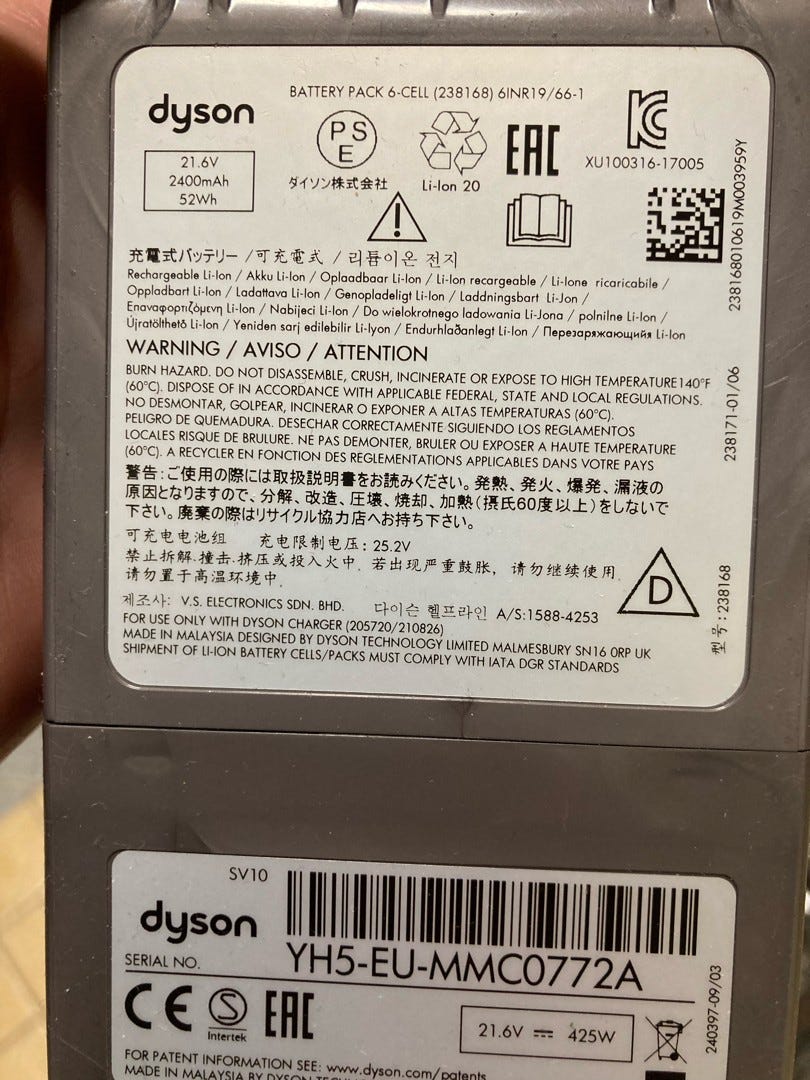 BATTERY PACK 6-CELL (238168) 6INR19/66-1
dyson
PS
E
EAC
XU100316-17005
21.6V
2400mAh
52Wh
ダイソン株式会社
Li-Ion 20
238168010619M003959Y
充電式バッテリー /可充电式 / 리튬이온 전지
Rechargeable Li-Ion / Akku Li-Ion / Oplaadbaar Li-Ion / Li-Ion recargeable / Li-Ione ricaricabile /
Oppladbart Li-Ion / Ladattava Li-Ion / Genopladeligt Li-Ion / Laddningsbart Li-Jon /
Επαναφορτιζόμενη Li-Ion / Nabíjecí Li-Ion / Do wielokrotnego ladowania Li-Jona / polnilne Li-Ion /
Újratölthető Li-Ion / Yeniden sarj edilebilir Li-lyon / Endurhlaðanlegt Li-Ion / Перезаряжающийя Li-Ion
WARNING / AVISO / ATTENTION
BURN HAZARD. DO NOT DISASSEMBLE, CRUSH, INCINERATE OR EXPOSE TO HIGH TEMPERATURE140°F
(60°C). DISPOSE OF IN ACCORDANCE WITH APPLICABLE FEDERAL, STATE AND LOCAL REGULATIONS.
NO DESMONTAR, GOLPEAR, INCINERAR O EXPONER A ALTAS TEMPERATURAS (60°C).
PELIGRO DE QUEMADURA. DESECHAR CORRECTAMENTE SIGUIENDO LOS REGLAMENTOS
LOCALES RISQUE DE BRULURE. NE PAS DEMONTER, BRULER OU EXPOSER A HAUTE TEMPERATURE
(60°C). A RECYCLER EN FONCTION DES REGLEMENTATIONS APPLICABLES DANS VOTRE PAYS
238171-01/06
警告:ご使用の際には取扱説明書をお読みください。発熱、発火、爆発、漏液の
原因となりますので、分解、改造、圧壊、焼却、加熱(摂氏60度以上)をしないで
下さい。廃棄の際はリサイクル協力店へお持ち下さい。
可充电电池组 充电限制电压: 25.2V
禁止拆解.撞击.挤压或投入火中. 若出现严重鼓胀, 请勿继续使用.
请勿置于高温环境中.
D
제조사: V.S. ELECTRONICS SDN. BHD. 다이슨 헬프라인 A/S:1588-4253
FOR USE ONLY WITH DYSON CHARGER (205720/210826)
MADE IN MALAYSIA DESIGNED BY DYSON TECHNOLOGY LIMITED MALMESBURY SN16 0RP UK
SHIPMENT OF LI-ION BATTERY CELLS/PACKS MUST COMPLY WITH IATA DGR STANDARDS
型号: 238168
SV10
dyson
SERIAL NO.
YH5-EU-MMC0772A
CE
S
Intertek
EAC
21.6V 425W
240397-09/03
FOR PATENT INFORMATION SEE: www.dyson.com/patents
MADE IN MALAYSIA BY DYSON